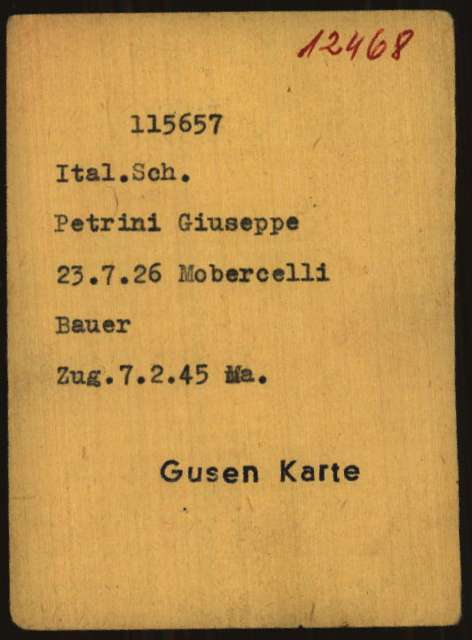 12468
115657
Ital.Sch.
Petrini Giuseppe
23.7.26 Mobercelli
Bauer
Zug.7.2.45 Ma.
Gusen Karte